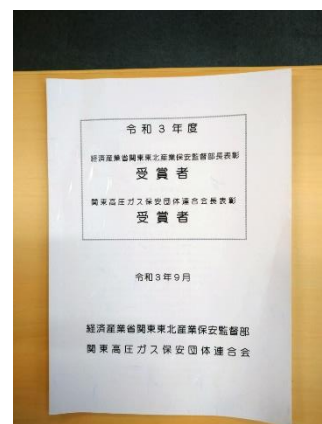 令和３年度
経済産業省関東東北産業保安監督部長表彰
受賞者
関東高圧ガス保安団体連合会長表彰
受賞者
令和３年９月
経済産業省関東東北産業保安監督部
関東高圧ガス保安団体連合会